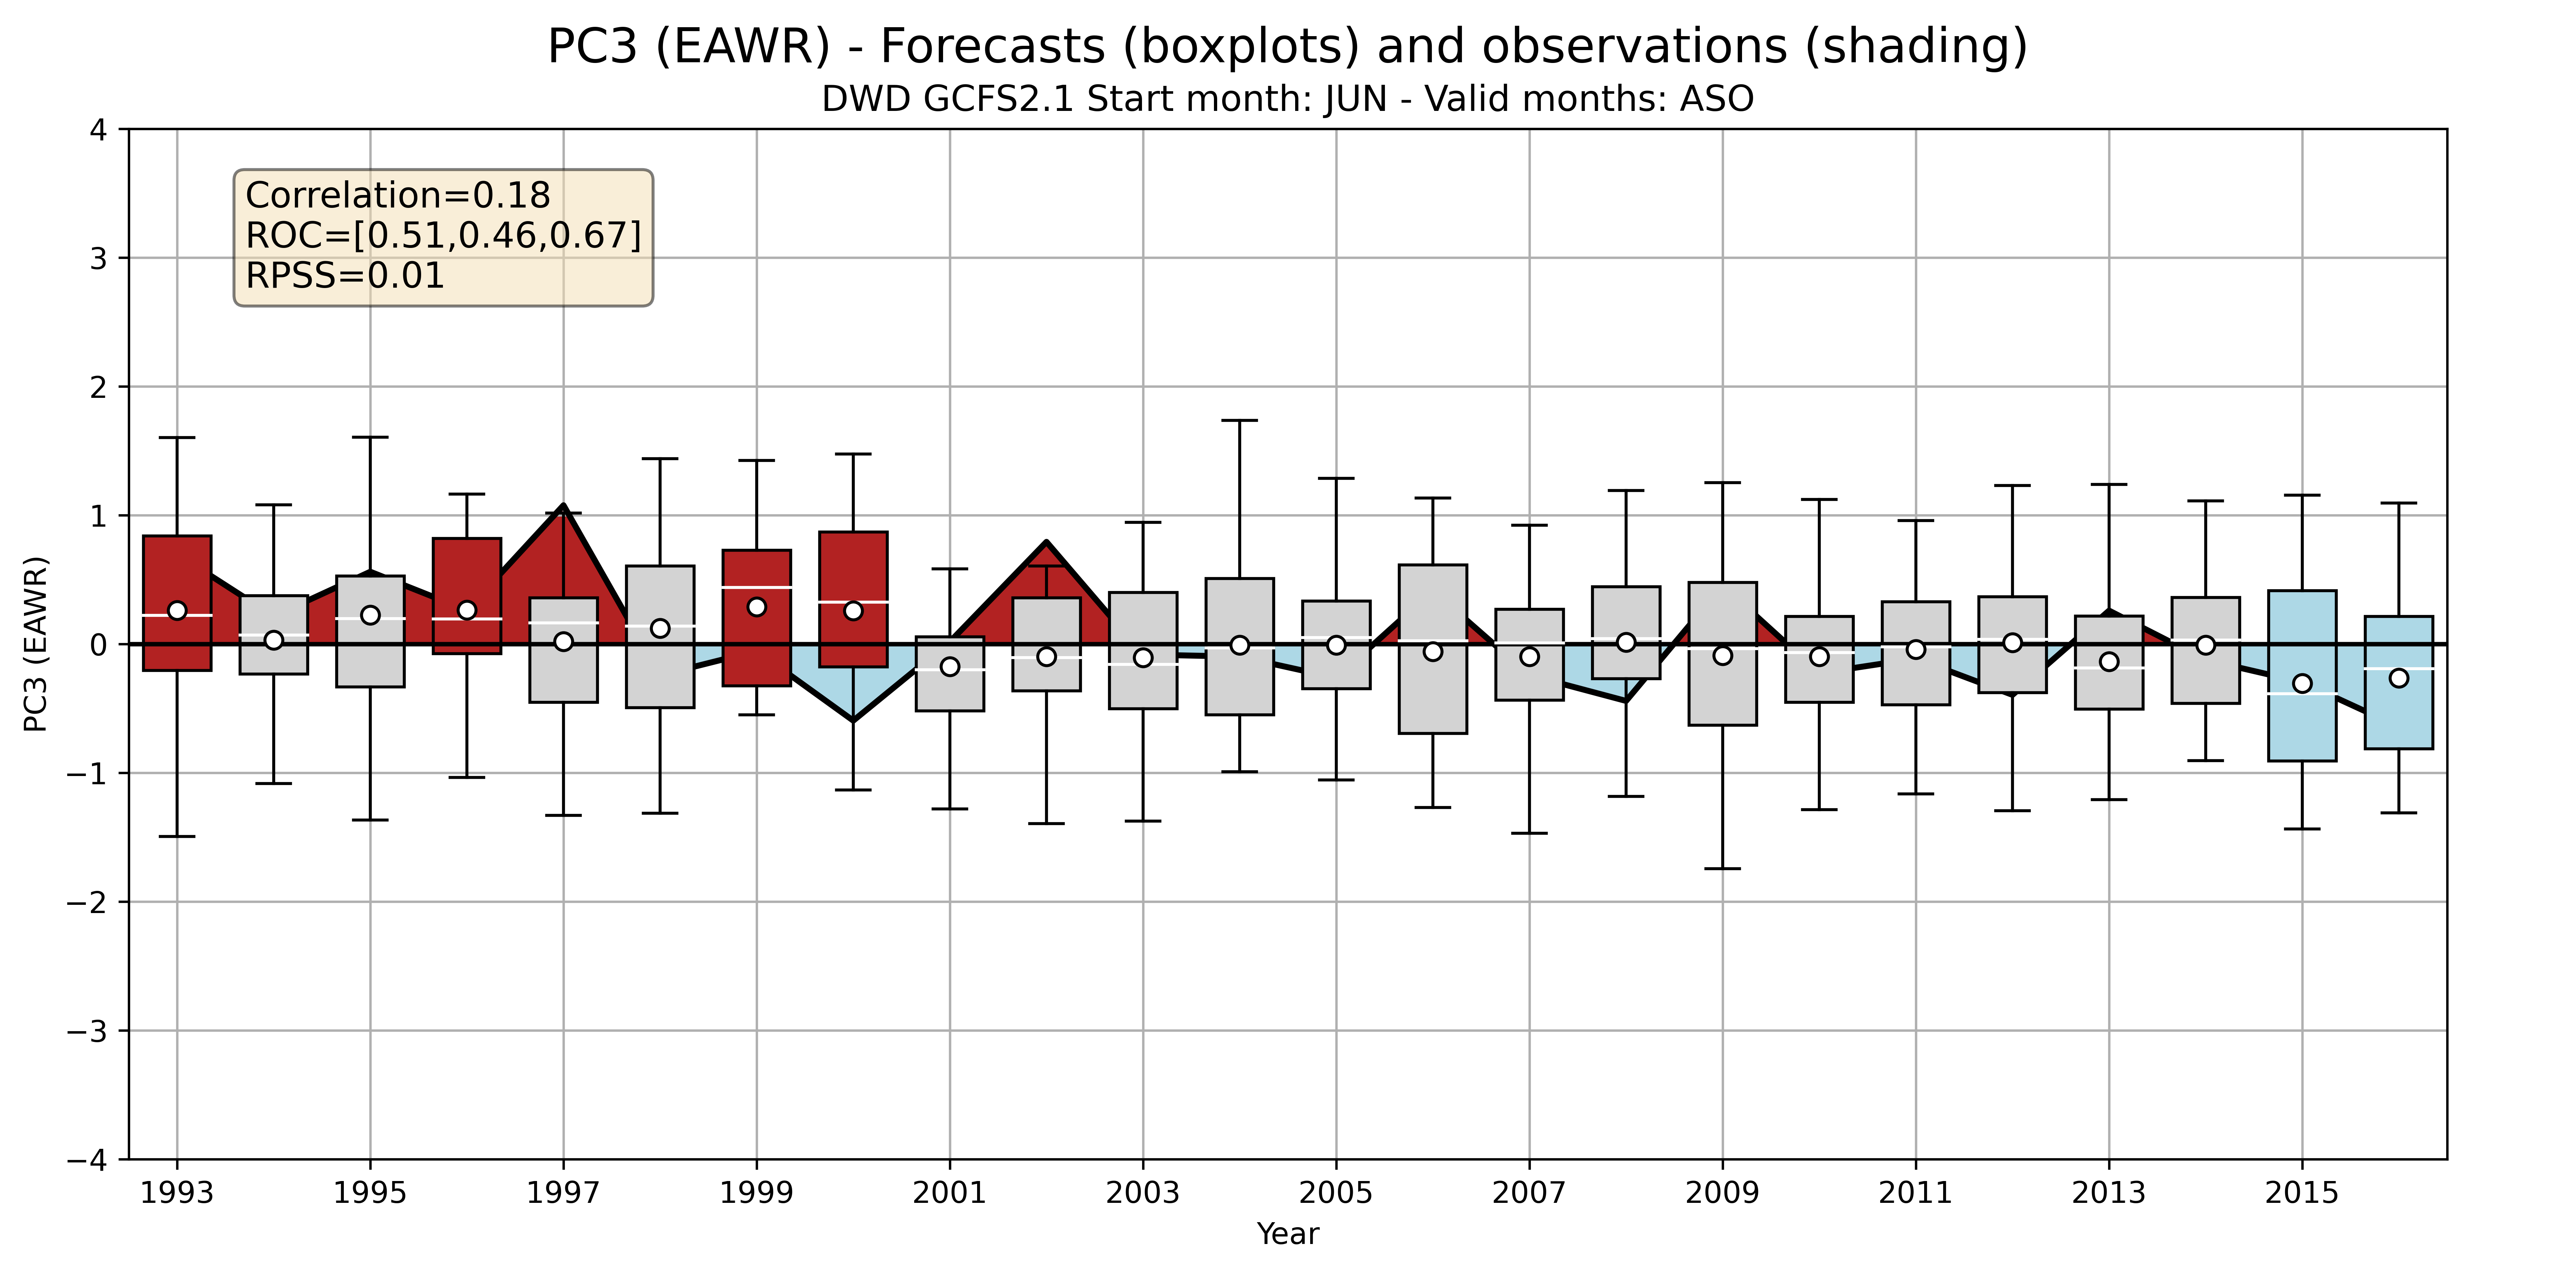 PC3 (EAWR) - Forecasts (boxplots) and observations (shading)
DWD GCFS2.1 Start month: JUN - Valid months: ASO
Correlation=0.18
ROC=[0.51,0.46,0.67]
RPSS=0.01
PC3 (EAWR)
4
3
2
1
0
−1
−2
−3
−4
1993 1995 1997 1999 2001 2003 2005 2007 2009 2011 2013 2015
Year